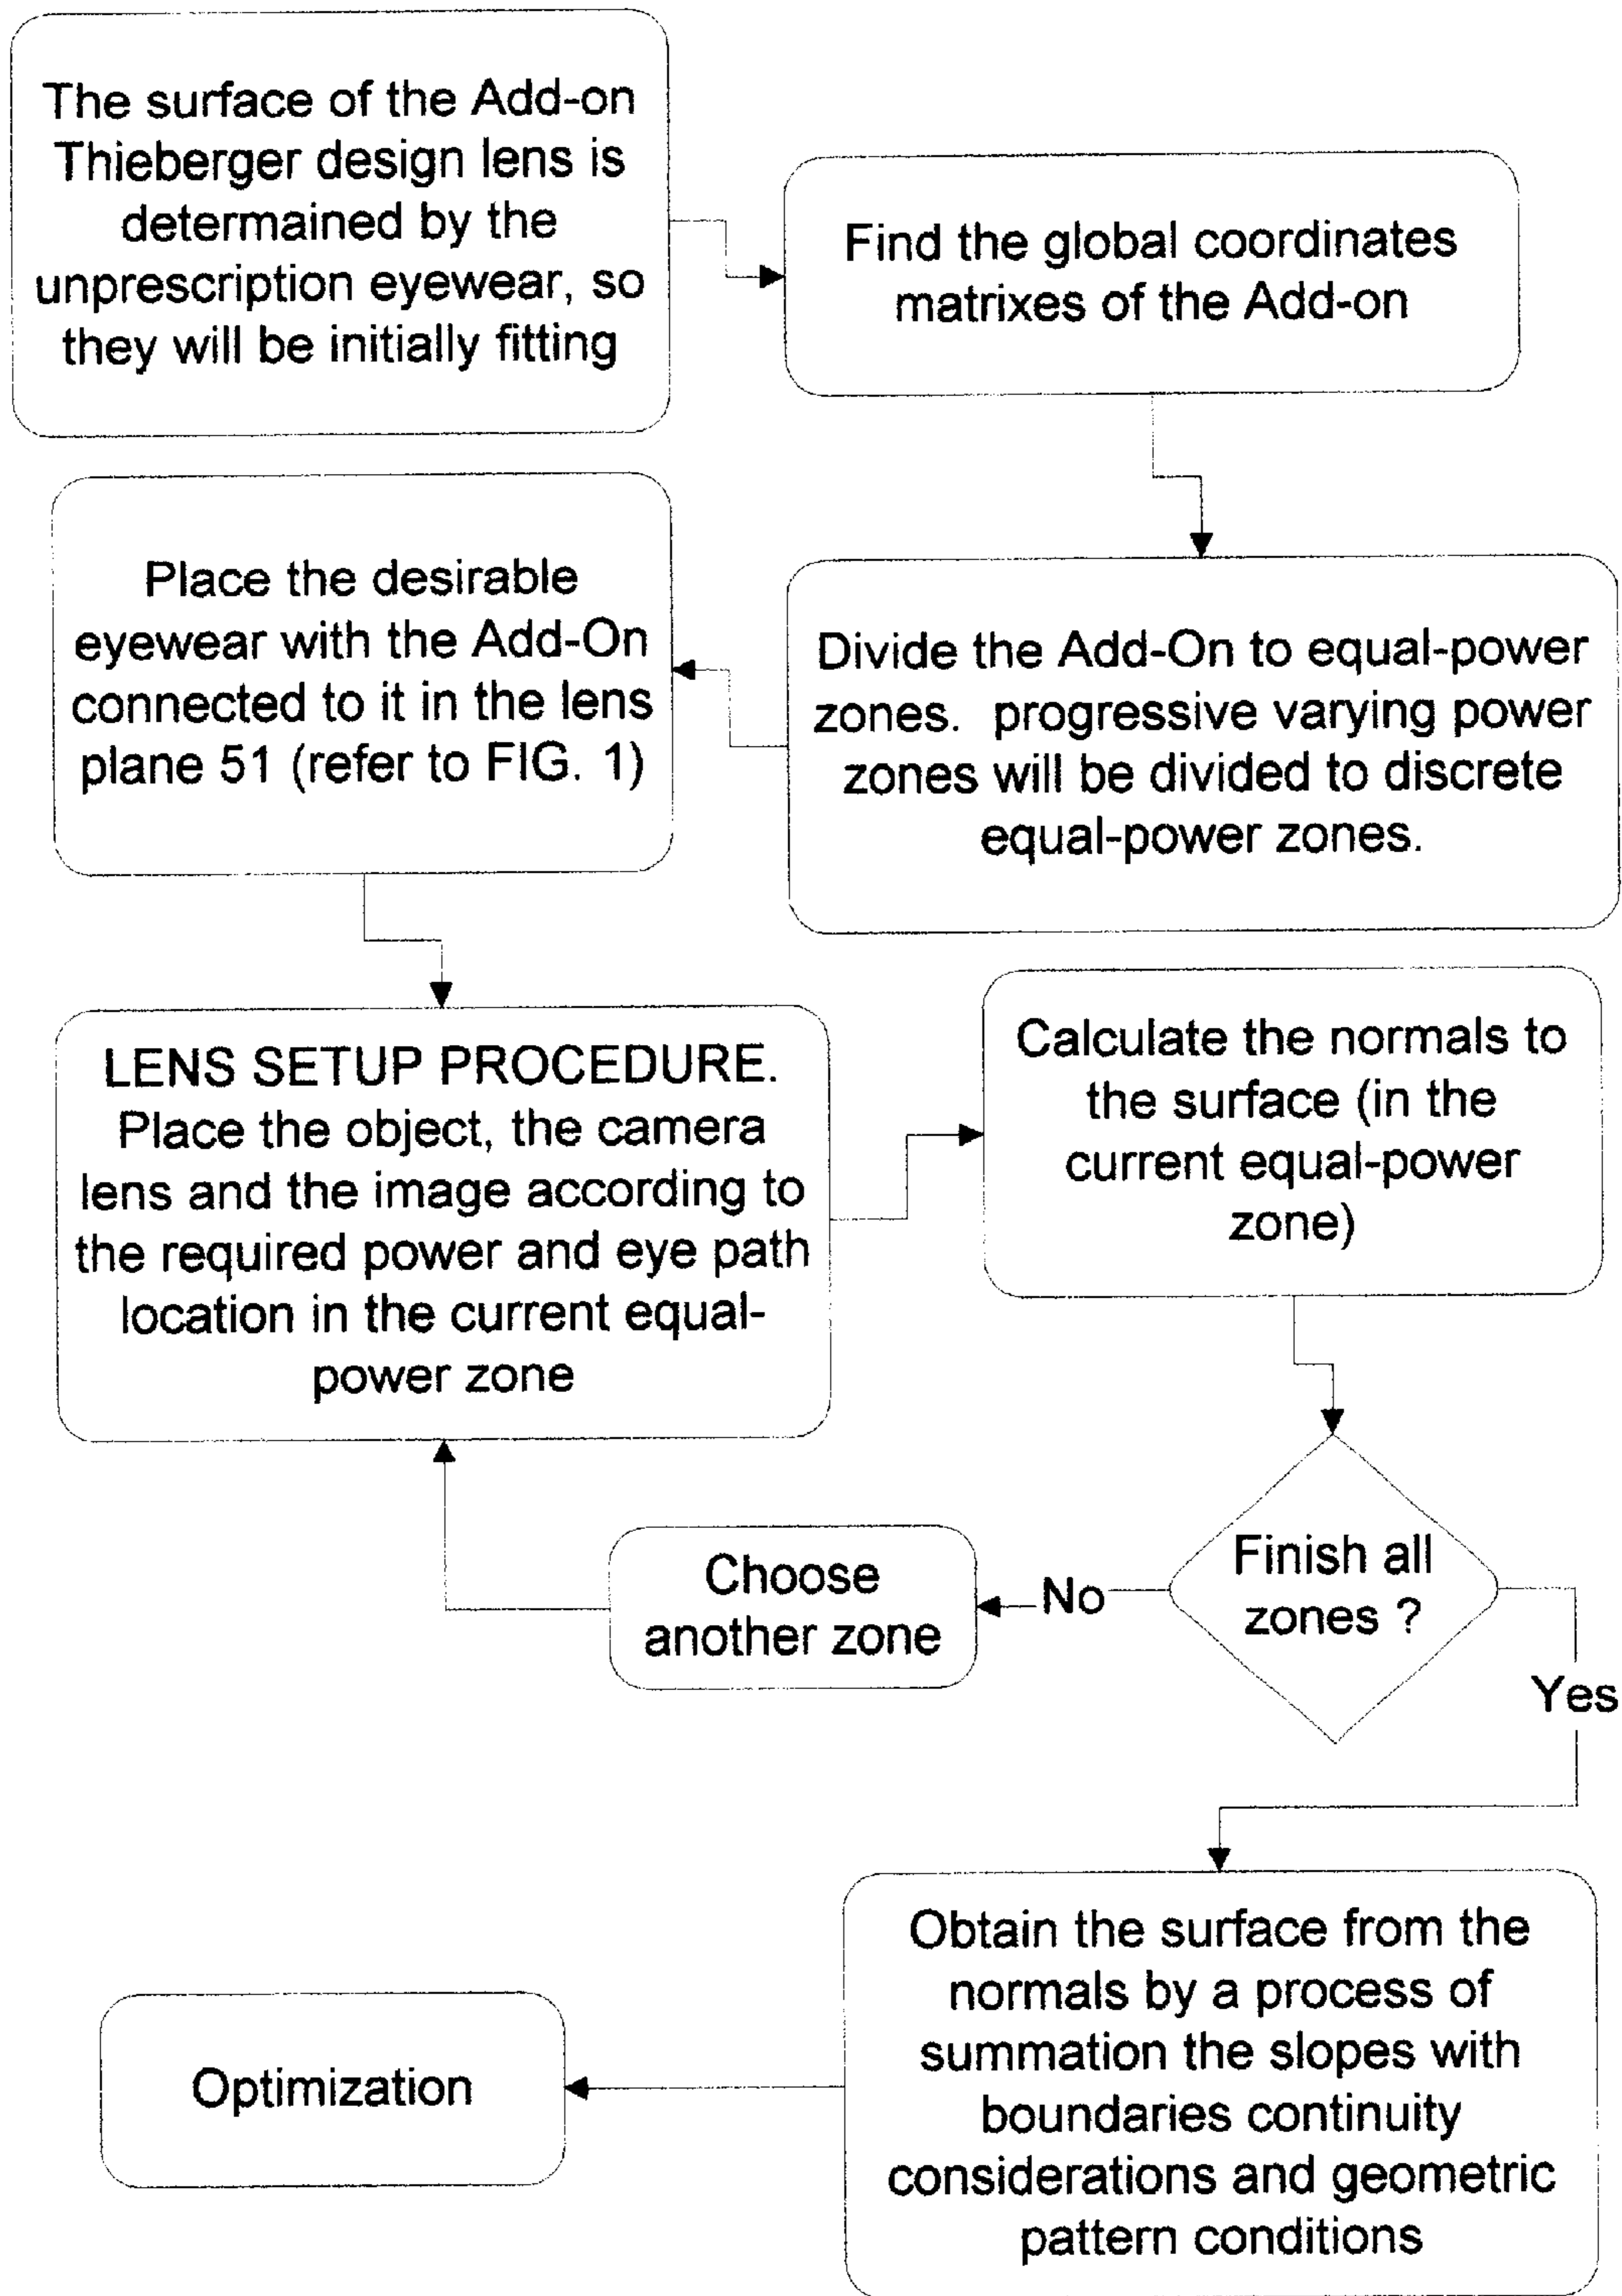 The surface of the Add-on
Thieberger design lens is
determained by the
unprescription eyewear, so
they will be initially fitting
Find the global coordinates
matrixes of the Add-on
Divide the Add-On to equal-power
zones. progressive varying power
zones will be divided to discrete
equal-power zones.
Place the desirable
eyewear with the Add-On
connected to it in the lens
plane 51 (refer to FIG. 1)
LENS SETUP PROCEDURE.
Place the object, the camera
lens and the image according to
the required power and eye path
location in the current equal-
power zone
Calculate the normals to
the surface (in the
current equal-power
zone)
Finish all
zones ?
No
Choose
another zone
Yes
Obtain the surface from the
normals by a process of
summation the slopes with
boundaries continuity
considerations and geometric
pattern conditions
Optimization